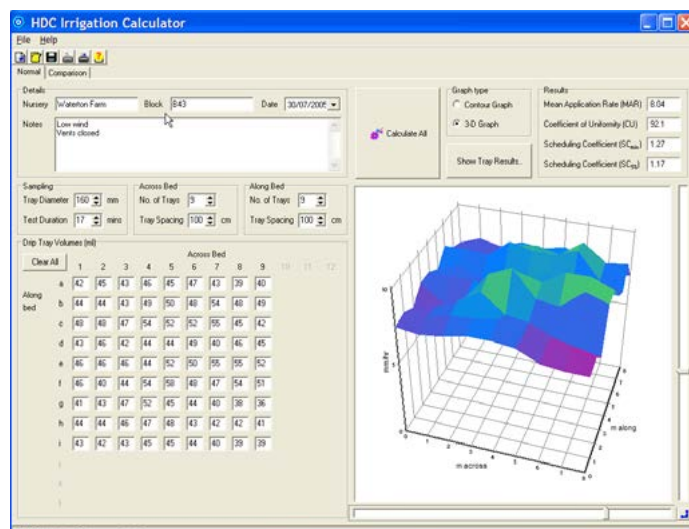 HDC Irrigation Calculator
File Help
Normal Comparison
Details
Nursery Waterton Farm Block B43 Date 30/07/2005
Notes Low wind
Vents closed
Calculate All
Graph type
Contour Graph
3-D Graph
Show Tray Results..
Results
Mean Application Rate (MAR) 8.04
Coefficient of Uniformity (CU) 92.1
Scheduling Coefficient (SCmin) 1.27
Scheduling Coefficient (SC 1.17
Sampling
Tray Diameter 160 mm
Test Duration 17 mins
Across Bed
No. of Trays 9
Tray Spacing 100 cm
Along Bed
No. of Trays 9
Tray Spacing 100 cm
Drip Tray Volumes (ml)
Clear All
Across Bed
1 2 3 4 5 6 7 8 9 10 11 12
Along bed
a 42 45 43 46 45 47 43 39 40
b 44 44 43 49 50 48 54 48 49
c 48 48 47 54 52 52 55 45 42
d 43 46 42 44 44 49 40 46 45
e 46 46 46 44 52 50 55 55 52
f 46 40 44 54 58 48 47 54 51
g 41 43 47 52 45 44 40 38 36
h 44 44 46 47 48 43 42 42 41
i 43 42 43 45 45 44 40 39 39
mm/hr
m across
m along